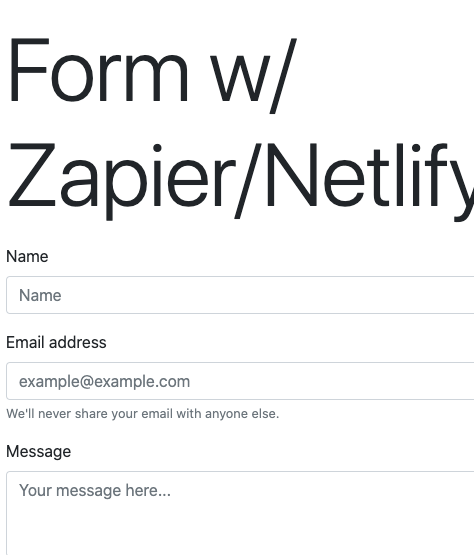 Form w/
Zapier/Netlify
Name
Name
Email address
example@example.com
We'll never share your email with anyone else.
Message
Your message here...